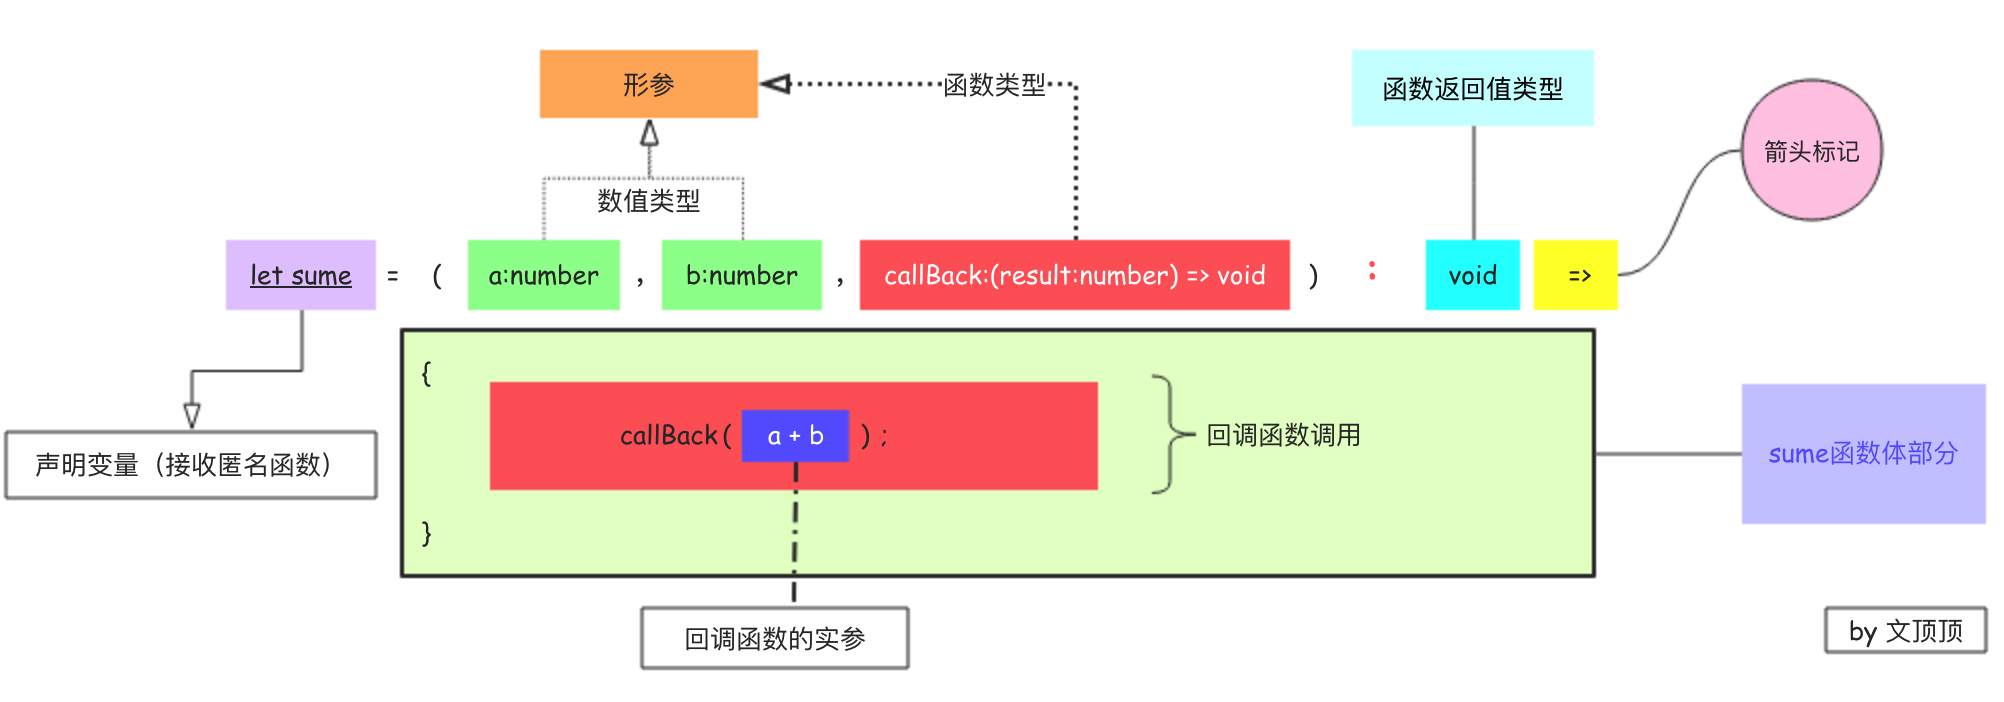 形参
函数类型
函数返回值类型
箭头标记
数值类型
let sume = ( a:number , b:number , callBack:(result:number) => void ) : void =>
{
callBack( a + b ) ;
回调函数调用
}
声明变量（接收匿名函数）
sume函数体部分
回调函数的实参
by 文顶顶